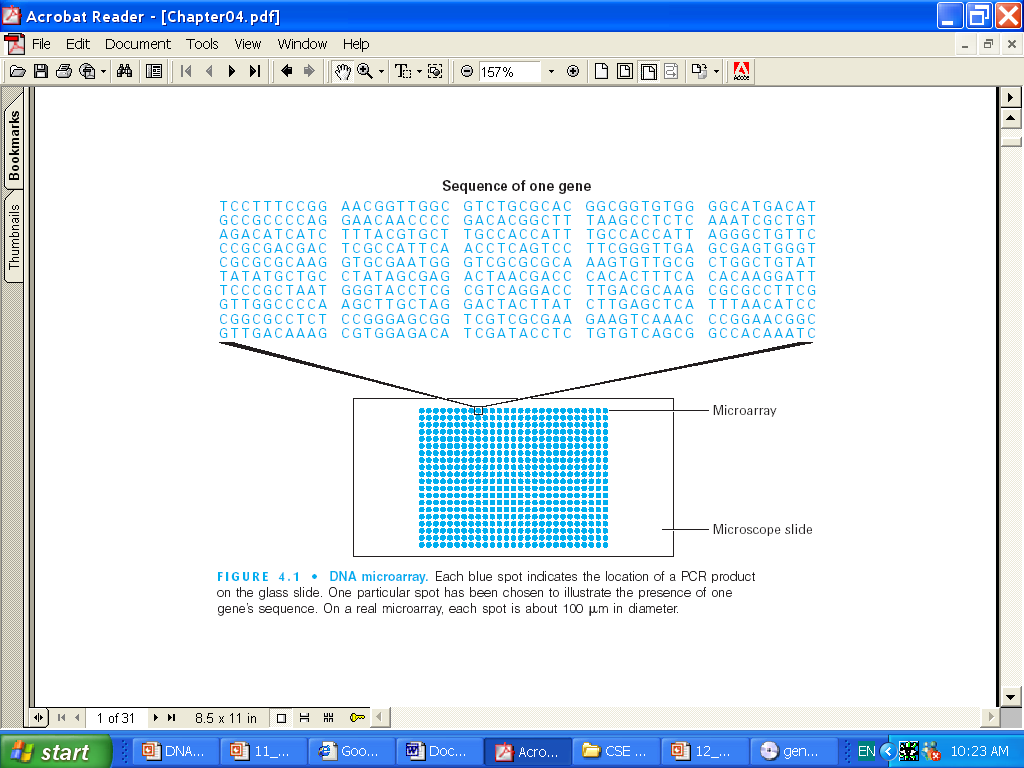 Acrobat Reader - [Chapter04.pdf]
File Edit Document Tools View Window Help
157%
Adobe
Bookmarks
Thumbnails
Sequence of one gene
TCCTTTCCGG AACGGTTGGC GTCTGCGCAC GGCGGTGTGG GGCATGACAT
GCCGCCCCAG GAACAACCCC GACACGGCTT TAAGCCTCTC AAATCGCTGT
AGACATCATC TTTACGTGCT TGCCACCATT TGCCACCATT AGGGCTGTTC
CCGCGACGAC TCGCCATTCA ACCTCAGTCC TTCGGGTTGA GCGAGTGGGT
CGCGCGCAAG GTGCGAATGG GTCGCGCGCA AAGTGTTGCG CTGGCTGTAT
TATATGCTGC CTATAGCGAG ACTAACGACC CACACTTTCA CACAAGGATT
TCCCGCTAAT GGGTACCTCG CGTCAGGACC TTGACGCAAG CGCGCCTTCG
GTTGGCCCCA AGCTTGCTAG GACTACTTAT CTTGAGCTCA TTTAACATCC
CGGCGCCTCT CCGGGAGCGG TCGTCGCGAA GAAGTCAAAC CCGGAACGGC
GTTGACAAAG CGTGGAGACA TCGATACCTC TGTGTCAGCG GCCACAAATC
Microarray
Microscope slide
FIGURE 4.1 • DNA microarray. Each blue spot indicates the location of a PCR product
on the glass slide. One particular spot has been chosen to illustrate the presence of one
gene's sequence. On a real microarray, each spot is about 100 µm in diameter.
1 of 31 8.5 x 11 in
start DNA... 11_... Goo... Doc... Acro... CSE ... 12_... gen... EN 10:23 AM